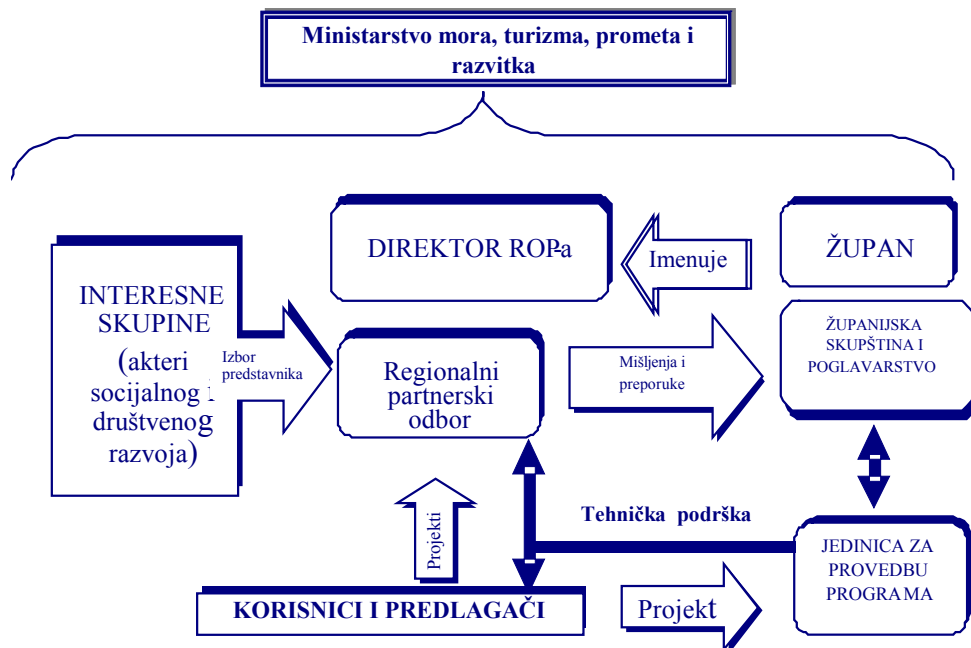 Ministarstvo mora, turizma, prometa i
razvitka
DIREKTOR ROP-a
Imenuje
ŽUPAN
INTERESNE
SKUPINE
(akteri
socijalnog i
društvenog
razvoja)
Izbor
predstavnika
Regionalni
partnerski
odbor
Mišljenja i
preporuke
ŽUPANIJSKA
SKUPŠTINA I
POGLAVARSTVO
Projekti
Tehnička podrška
JEDINICA ZA
PROVEDBU
PROGRAMA
KORISNICI I PREDLAGAČI
Projekt